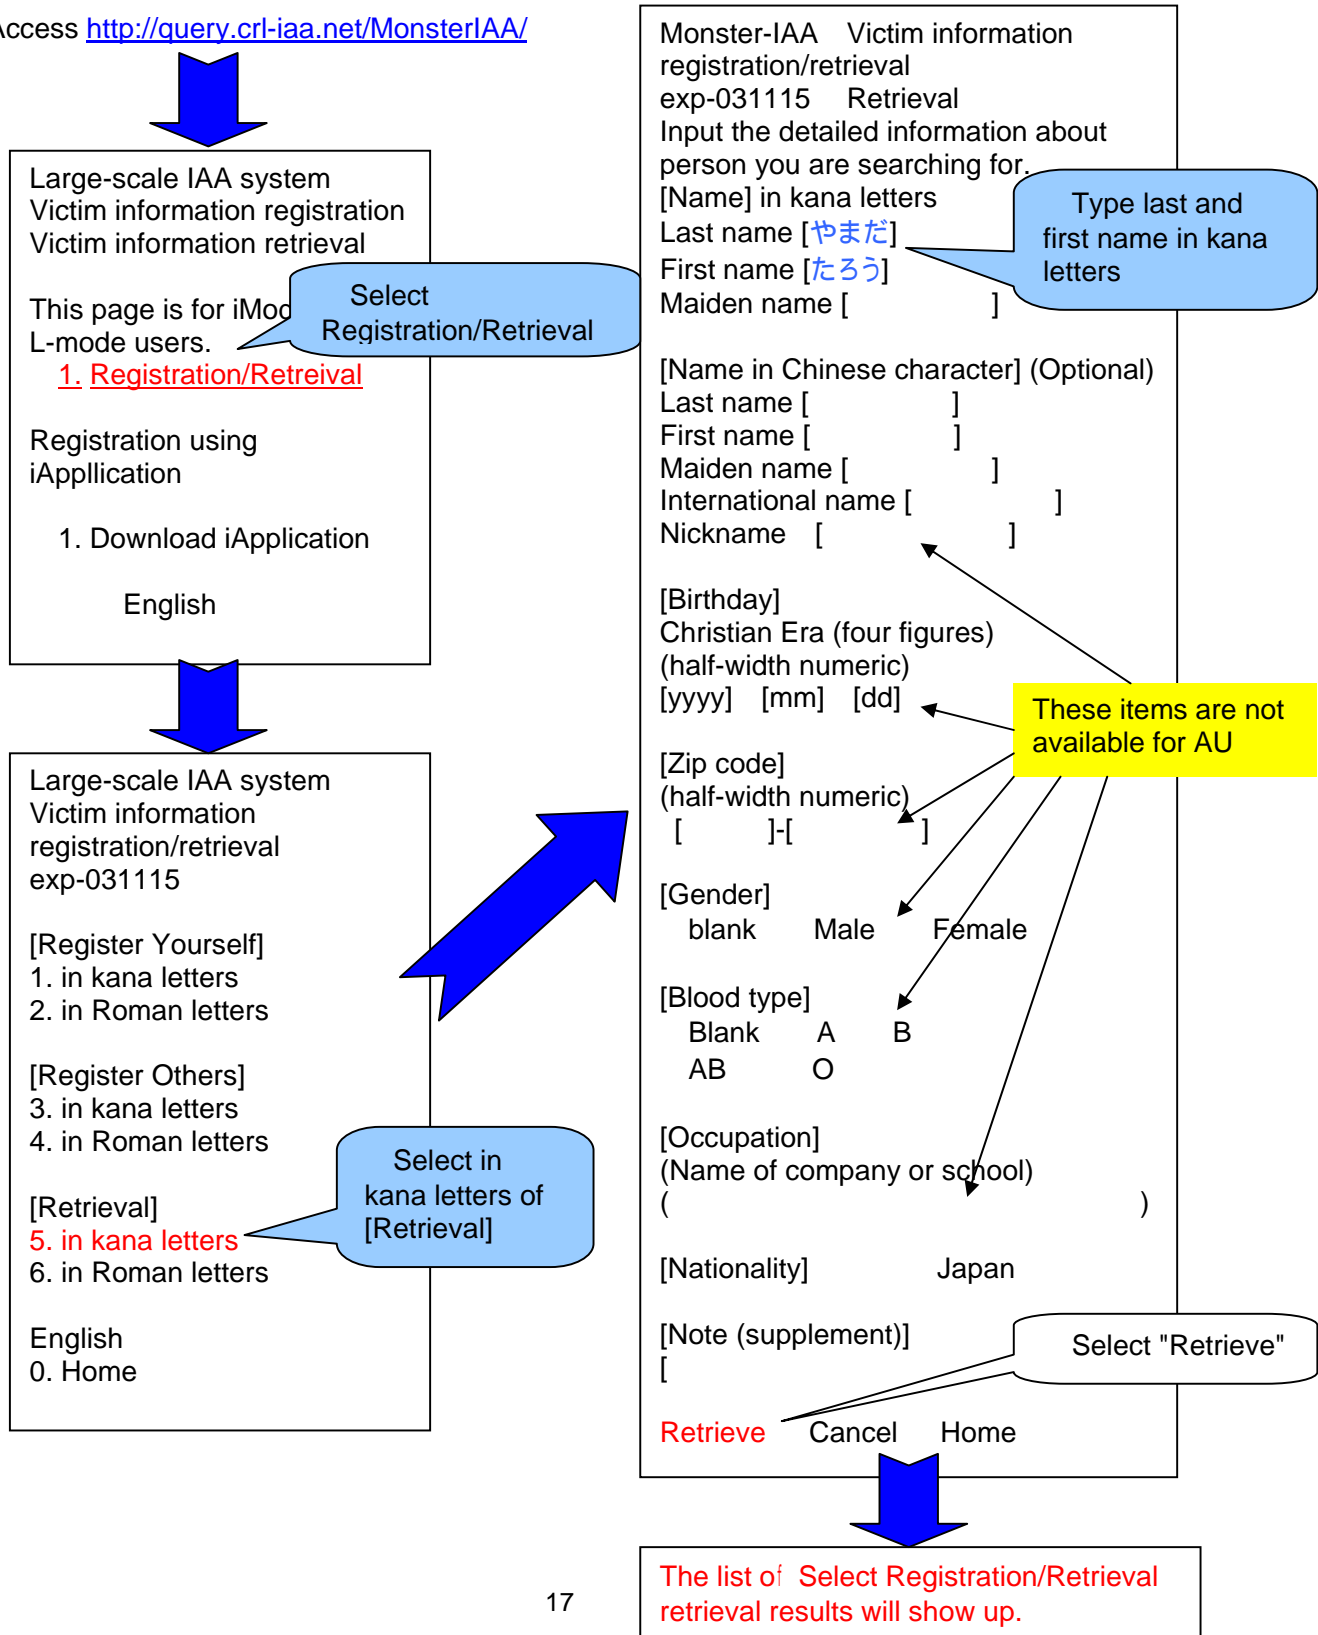 Access http://query.crl-iaa.net/MonsterIAA/
Large-scale IAA system
Victim information registration
Victim information retrieval
This page is for iMod
L-mode users.
1. Registration/Retreival
Select
Registration/Retrieval
Registration using
iAppllication
1. Download iApplication
English
Large-scale IAA system
Victim information
registration/retrieval
exp-031115
[Register Yourself]
1. in kana letters
2. in Roman letters
[Register Others]
3. in kana letters
4. in Roman letters
[Retrieval]
5. in kana letters
6. in Roman letters
Select in
kana letters of
[Retrieval]
English
0. Home
Monster-IAA Victim information
registration/retrieval
exp-031115 Retrieval
Input the detailed information about
person you are searching for.
[Name] in kana letters
Last name [やまだ]
First name [たろう]
Maiden name [ ]
Type last and
first name in kana
letters
[Name in Chinese character] (Optional)
Last name [ ]
First name [ ]
Maiden name [ ]
International name [ ]
Nickname [ ]
[Birthday]
Christian Era (four figures)
(half-width numeric)
[yyyy] [mm] [dd]
These items are not
available for AU
[Zip code]
(half-width numeric)
[ ]-[ ]
[Gender]
blank Male Female
[Blood type]
Blank A B
AB O
[Occupation]
(Name of company or school)
( )
[Nationality] Japan
[Note (supplement)]
[
Select "Retrieve"
Retrieve Cancel Home
The list of Select Registration/Retrieval
retrieval results will show up.
17